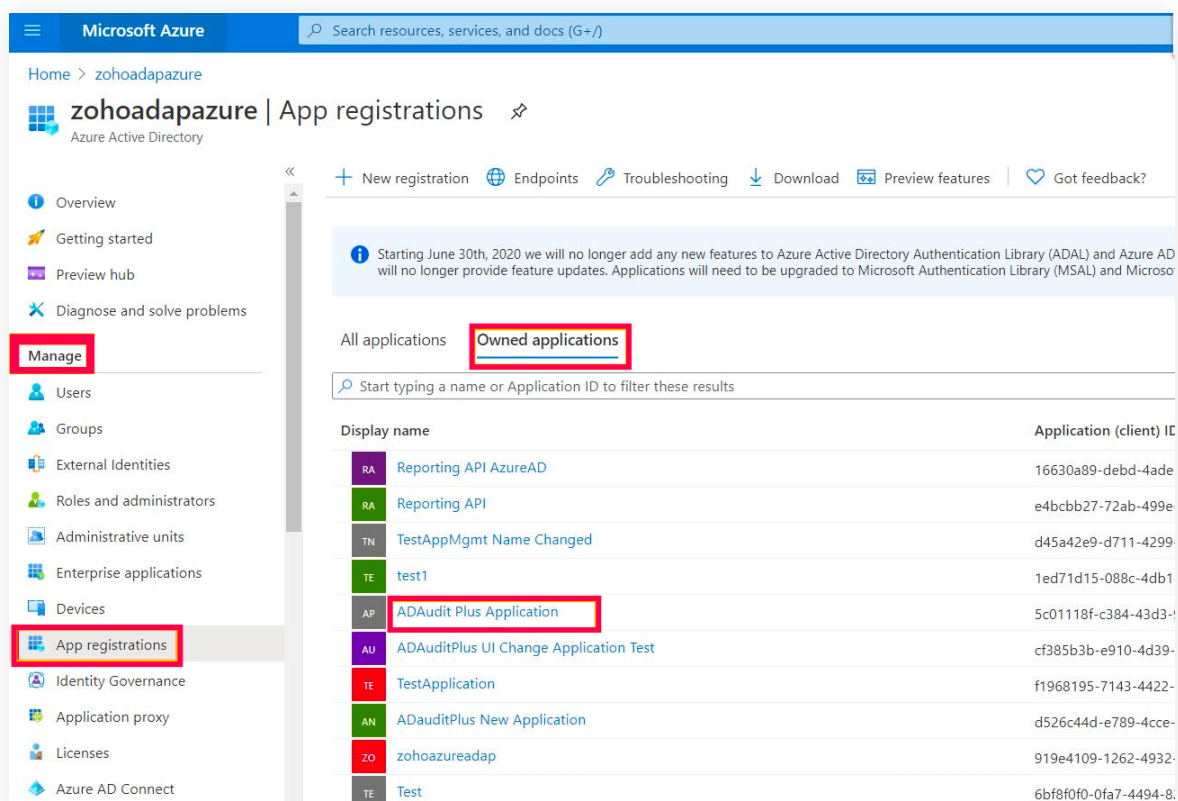 Microsoft Azure
Search resources, services, and docs (G+/)
Home > zohoadapazure
zohoadapazure | App registrations
Azure Active Directory
«
New registration Endpoints Troubleshooting Download Preview features Got feedback?
Overview
Getting started
Preview hub
Diagnose and solve problems
Manage
Users
Groups
External Identities
Roles and administrators
Administrative units
Enterprise applications
Devices
App registrations
Identity Governance
Application proxy
Licenses
Azure AD Connect
Starting June 30th, 2020 we will no longer add any new features to Azure Active Directory Authentication Library (ADAL) and Azure AD
will no longer provide feature updates. Applications will need to be upgraded to Microsoft Authentication Library (MSAL) and Microso
All applications Owned applications
Start typing a name or Application ID to filter these results
Display name Application (client) ID
RA Reporting API AzureAD 16630a89-debd-4ade
RA Reporting API e4bcbb27-72ab-499e-
TN TestAppMgmt Name Changed d45a42e9-d711-4299-
TE test1 1ed71d15-088c-4db1
AP ADAudit Plus Application 5c01118f-c384-43d3-
AU ADAuditPlus UI Change Application Test cf385b3b-e910-4d39-
TE TestApplication f1968195-7143-4422-
AN ADauditPlus New Application d526c44d-e789-4cce-
ZO zohoazureadap 919e4109-1262-4932-
TE Test 6bf8f0f0-0fa7-4494-8